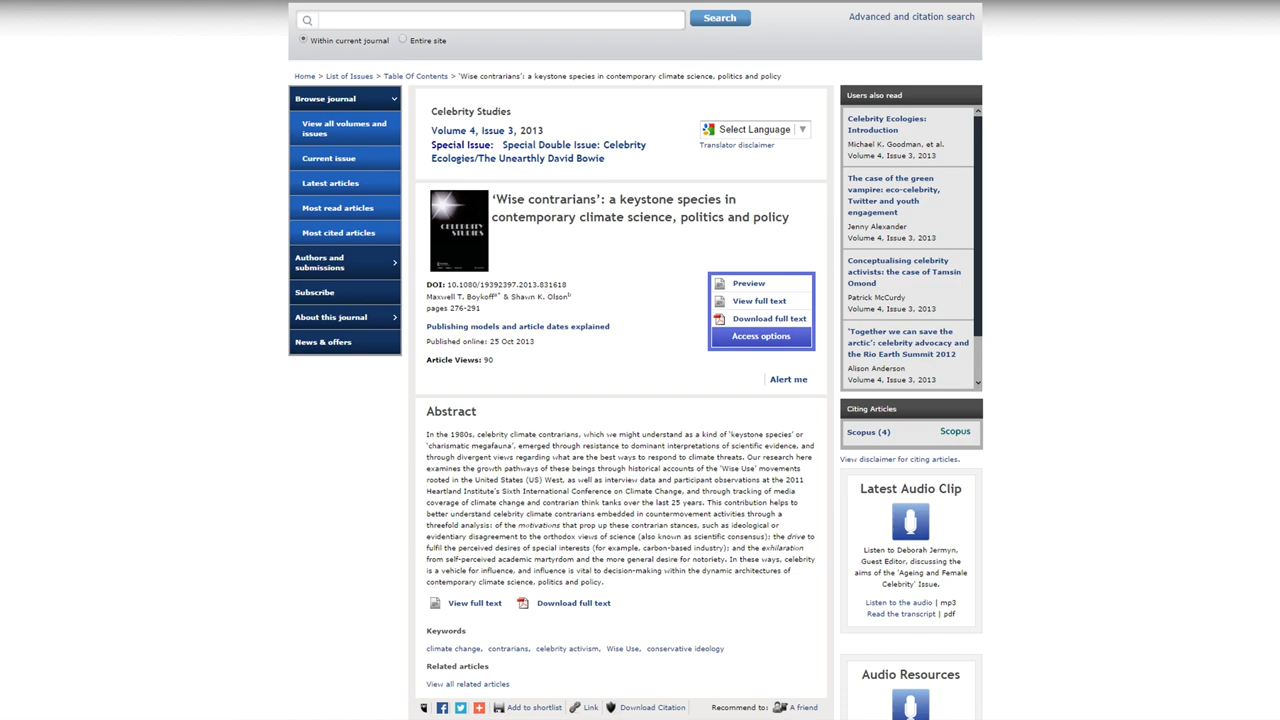 Search
Advanced and citation search
Within current journal
Entire site
Home > List of Issues > Table Of Contents > 'Wise contrarians': a keystone species in contemporary climate science, politics and policy
Browse journal
View all volumes and
issues
Current issue
Latest articles
Most read articles
Most cited articles
Authors and
submissions
Subscribe
About this journal
News & offers
Celebrity Studies
Volume 4, Issue 3, 2013
Special Issue: Special Double Issue: Celebrity
Ecologies/The Unearthly David Bowie
Select Language
Translator disclaimer
CELEBRITY
STUDIES
'Wise contrarians': a keystone species in
contemporary climate science, politics and policy
DOI: 10.1080/19392397.2013.831618
Maxwell T. Boykoffa* & Shawn K. Olsonb
pages 276-291
Publishing models and article dates explained
Published online: 25 Oct 2013
Article Views: 90
Preview
View full text
Download full text
Access options
Alert me
Abstract
In the 1980s, celebrity climate contrarians, which we might understand as a kind of 'keystone species' or
'charismatic megafauna', emerged through resistance to dominant interpretations of scientific evidence, and
through divergent views regarding what are the best ways to respond to climate threats. Our research here
examines the growth pathways of these beings through historical accounts of the 'Wise Use' movements
rooted in the United States (US) West, as well as interview data and participant observations at the 2011
Heartland Institute's Sixth International Conference on Climate Change, and through tracking of media
coverage of climate change and contrarian think tanks over the last 25 years. This contribution helps to
better understand celebrity climate contrarians embedded in countermovement activities through a
threefold analysis: of the motivations that prop up these contrarian stances, such as ideological or
evidentiary disagreement to the orthodox views of science (also known as scientific consensus); the drive to
fulfil the perceived desires of special interests (for example, carbon-based industry); and the exhilaration
from self-perceived academic martyrdom and the more general desire for notoriety. In these ways, celebrity
is a vehicle for influence, and influence is vital to decision-making within the dynamic architectures of
contemporary climate science, politics and policy.
View full text
Download full text
Keywords
climate change, contrarians, celebrity activism, Wise Use, conservative ideology
Related articles
View all related articles
Add to shortlist
Link
Download Citation
Recommend to:
A friend
Users also read
Celebrity Ecologies:
Introduction
Michael K. Goodman, et al.
Volume 4, Issue 3, 2013
The case of the green
vampire: eco-celebrity,
Twitter and youth
engagement
Jenny Alexander
Volume 4, Issue 3, 2013
Conceptualising celebrity
activists: the case of Tamsin
Omond
Patrick McCurdy
Volume 4, Issue 3, 2013
'Together we can save the
arctic': celebrity advocacy and
the Rio Earth Summit 2012
Alison Anderson
Volume 4, Issue 3, 2013
Citing Articles
Scopus (4)
Scopus
View disclaimer for citing articles.
Latest Audio Clip
Listen to Deborah Jermyn,
Guest Editor, discussing the
aims of the 'Ageing and Female
Celebrity' Issue.
Listen to the audio | mp3
Read the transcript | pdf
Audio Resources